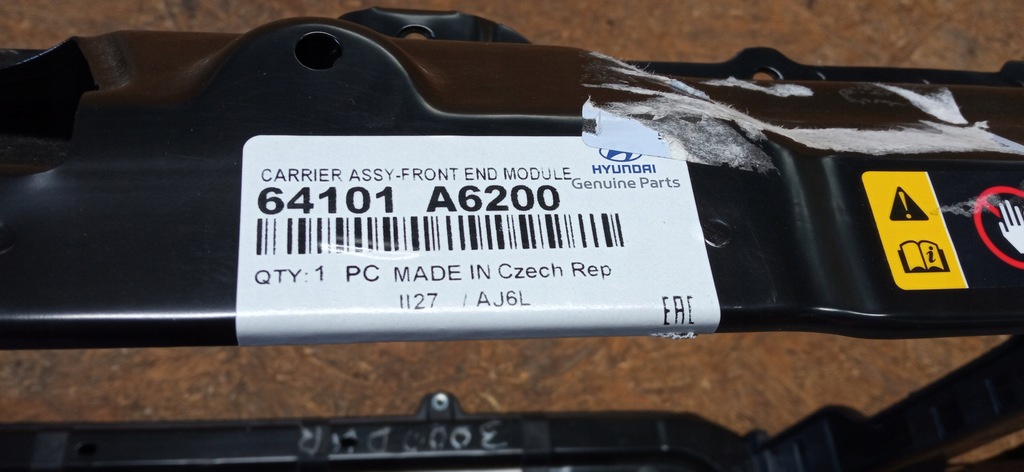 CARRIER ASSY-FRONT END MODULE
HYUNDAI
Genuine Parts
64101 A6200
QTY: 1 PC MADE IN Czech Rep
II27 / AJ6L
EAC